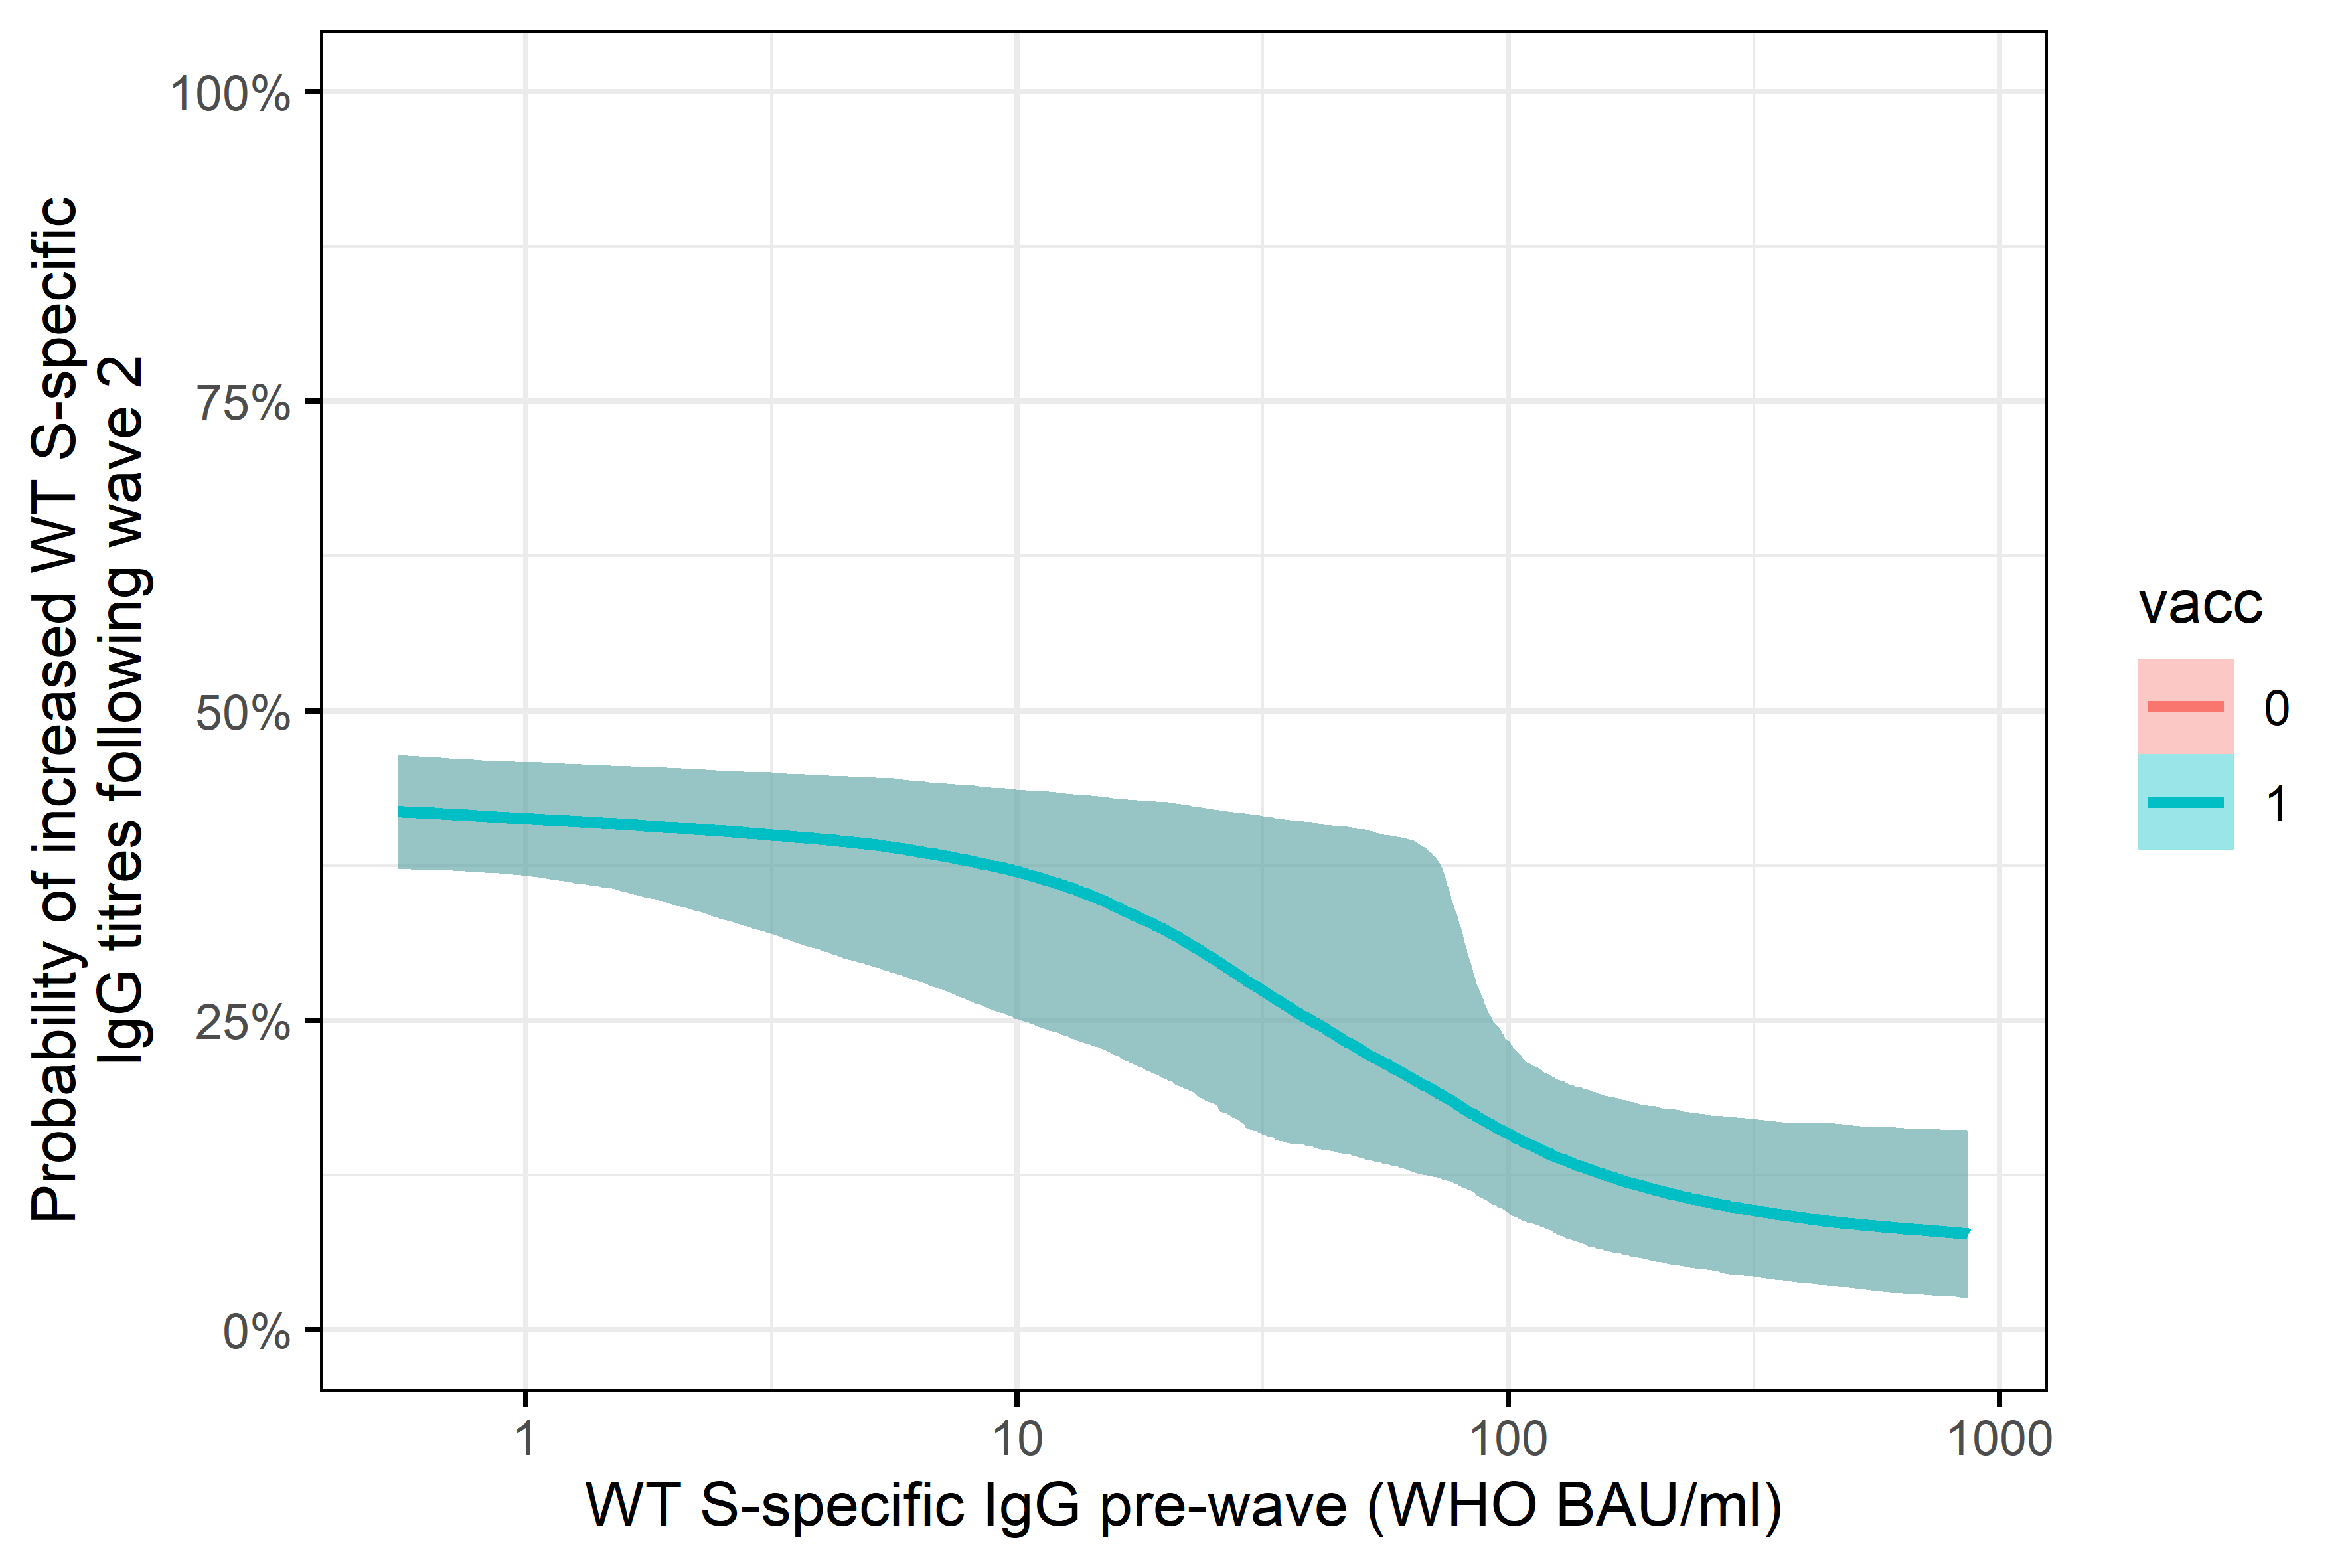 Probability of increased WT S-specific
IgG titres following wave 2
100%
75%
50%
25%
0%
1
10
100
1000
WT S-specific IgG pre-wave (WHO BAU/ml)
vacc
0
1